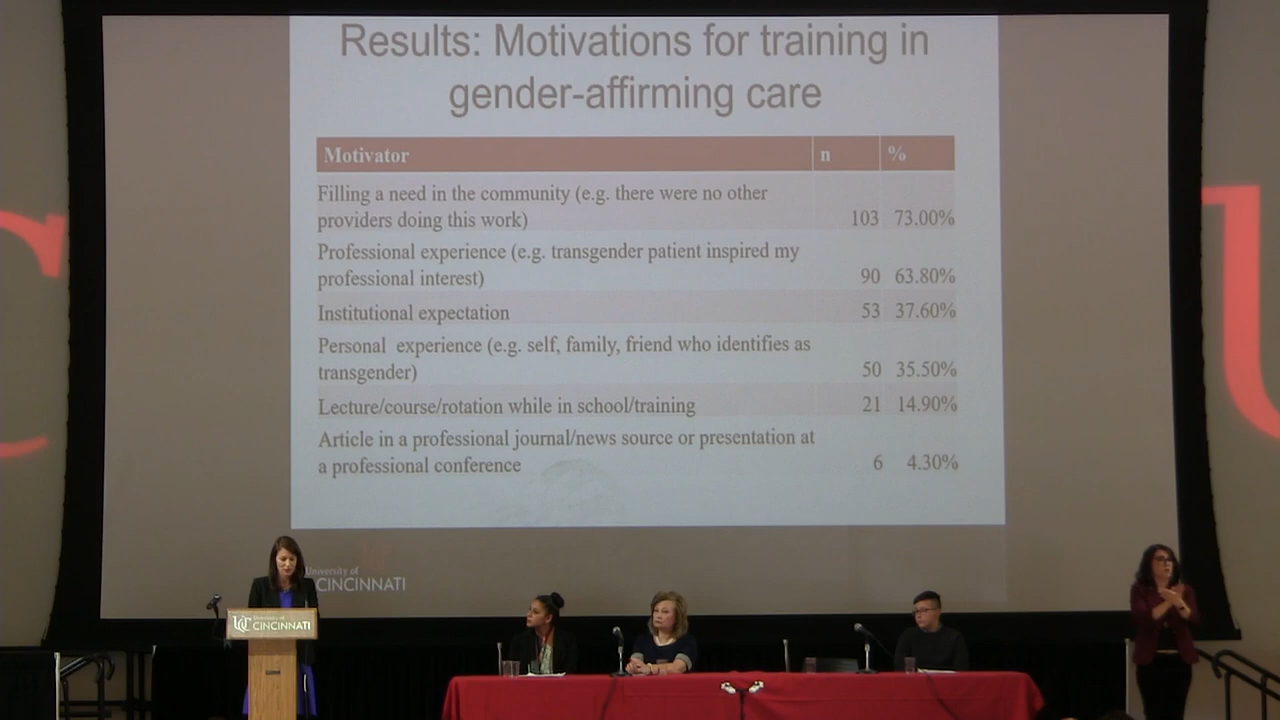 Results: Motivations for training in
gender-affirming care
Motivator n %
Filling a need in the community (e.g. there were no other
providers doing this work) 103 73.00%
Professional experience (e.g. transgender patient inspired my
professional interest) 90 63.80%
Institutional expectation 53 37.60%
Personal experience (e.g. self, family, friend who identifies as
transgender) 50 35.50%
Lecture/course/rotation while in school/training 21 14.90%
Article in a professional journal/news source or presentation at
a professional conference 6 4.30%
University of
CINCINNATI
UC University of
CINCINNATI
C
U